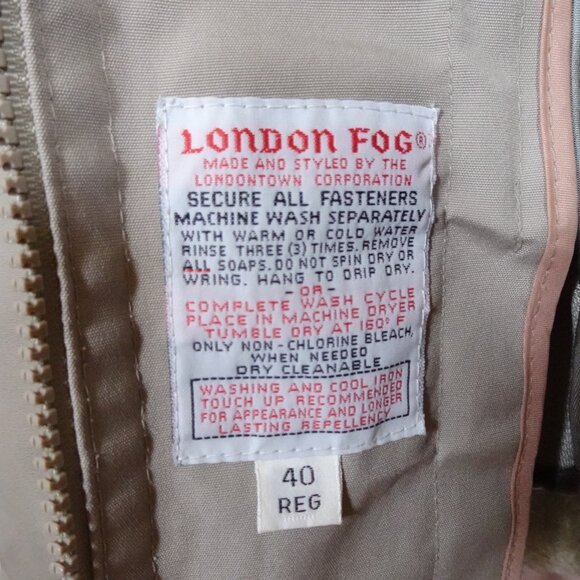 LONDON FOG®
MADE AND STYLED BY THE
LONDONTOWN CORPORATION
SECURE ALL FASTENERS
MACHINE WASH SEPARATELY
WITH WARM OR COLD WATER
RINSE THREE (3) TIMES. REMOVE
ALL SOAPS. DO NOT SPIN DRY OR
WRING. HANG TO DRIP DRY.
-OR-
COMPLETE WASH CYCLE
PLACE IN MACHINE DRYER
TUMBLE DRY AT 160° F
ONLY NON-CHLORINE BLEACH,
WHEN NEEDED
DRY CLEANABLE
WASHING AND COOL IRON
TOUCH UP RECOMMENDED
FOR APPEARANCE AND LONGER
LASTING REPELLENCY
40
REG